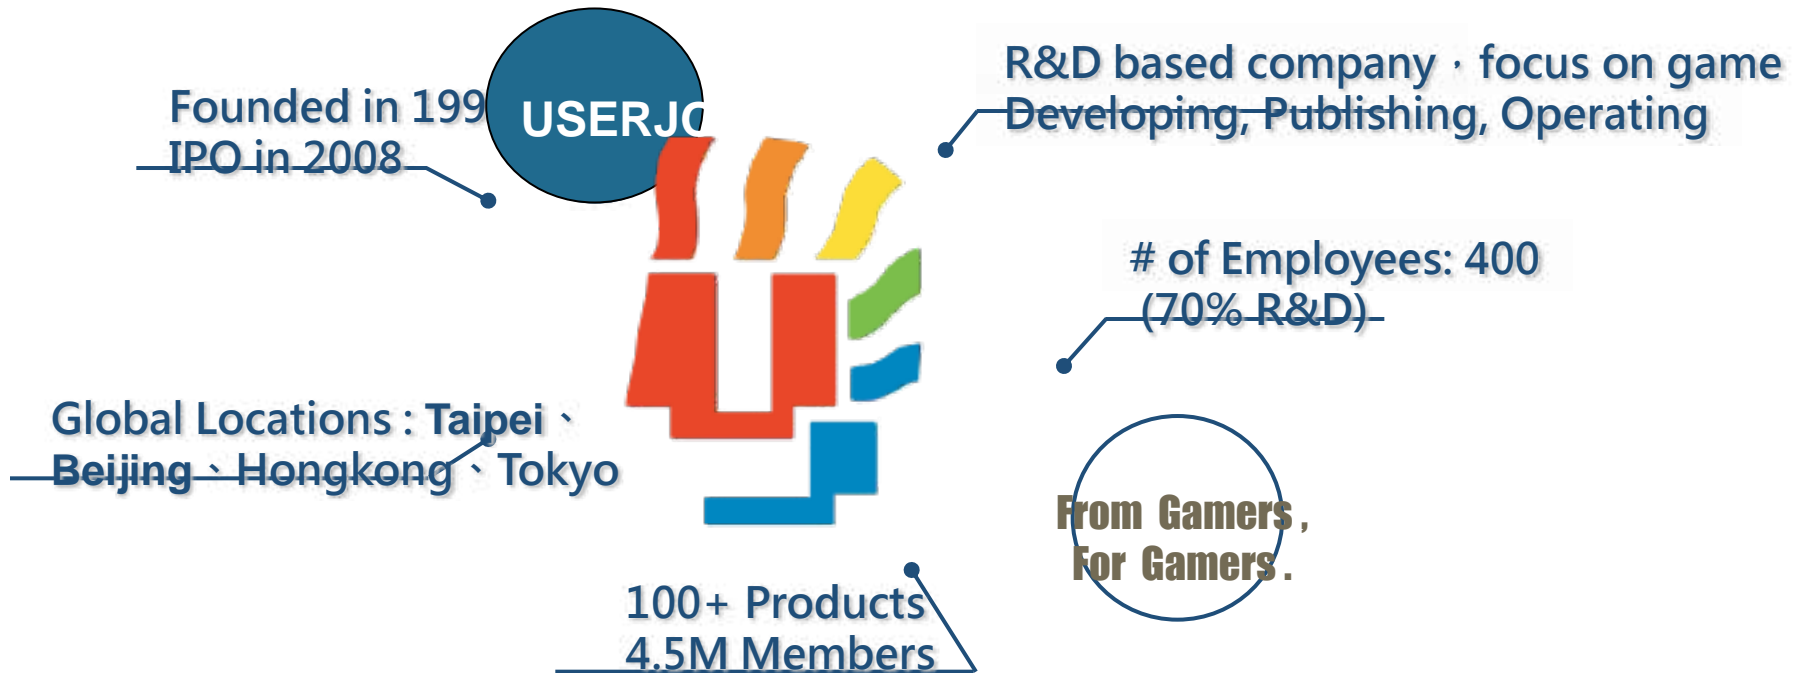 Founded in 199
IPO in 2008
USERJO
R&D based company，focus on game
Developing, Publishing, Operating
# of Employees: 400
(70% R&D)
Global Locations : Taipei、
Beijing、Hongkong、Tokyo
From Gamers,
For Gamers.
100+ Products
4.5M Members